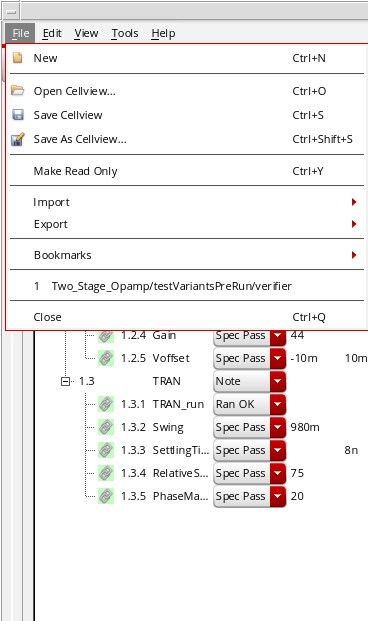 File Edit View Tools Help
New Ctrl+N
Open Cellview... Ctrl+O
Save Cellview Ctrl+S
Save As Cellview... Ctrl+Shift+S
Make Read Only Ctrl+Y
Import
Export
Bookmarks
1 Two_Stage_Opamp/testVariantsPreRun/verifier
Close Ctrl+Q
1.2.4 Gain Spec Pass 44
1.2.5 Voffset Spec Pass -10m 10m
1.3 TRAN Note
1.3.1 TRAN_run Ran OK
1.3.2 Swing Spec Pass 980m
1.3.3 SettlingTi... Spec Pass 8n
1.3.4 RelativeS... Spec Pass 75
1.3.5 PhaseMa... Spec Pass 20